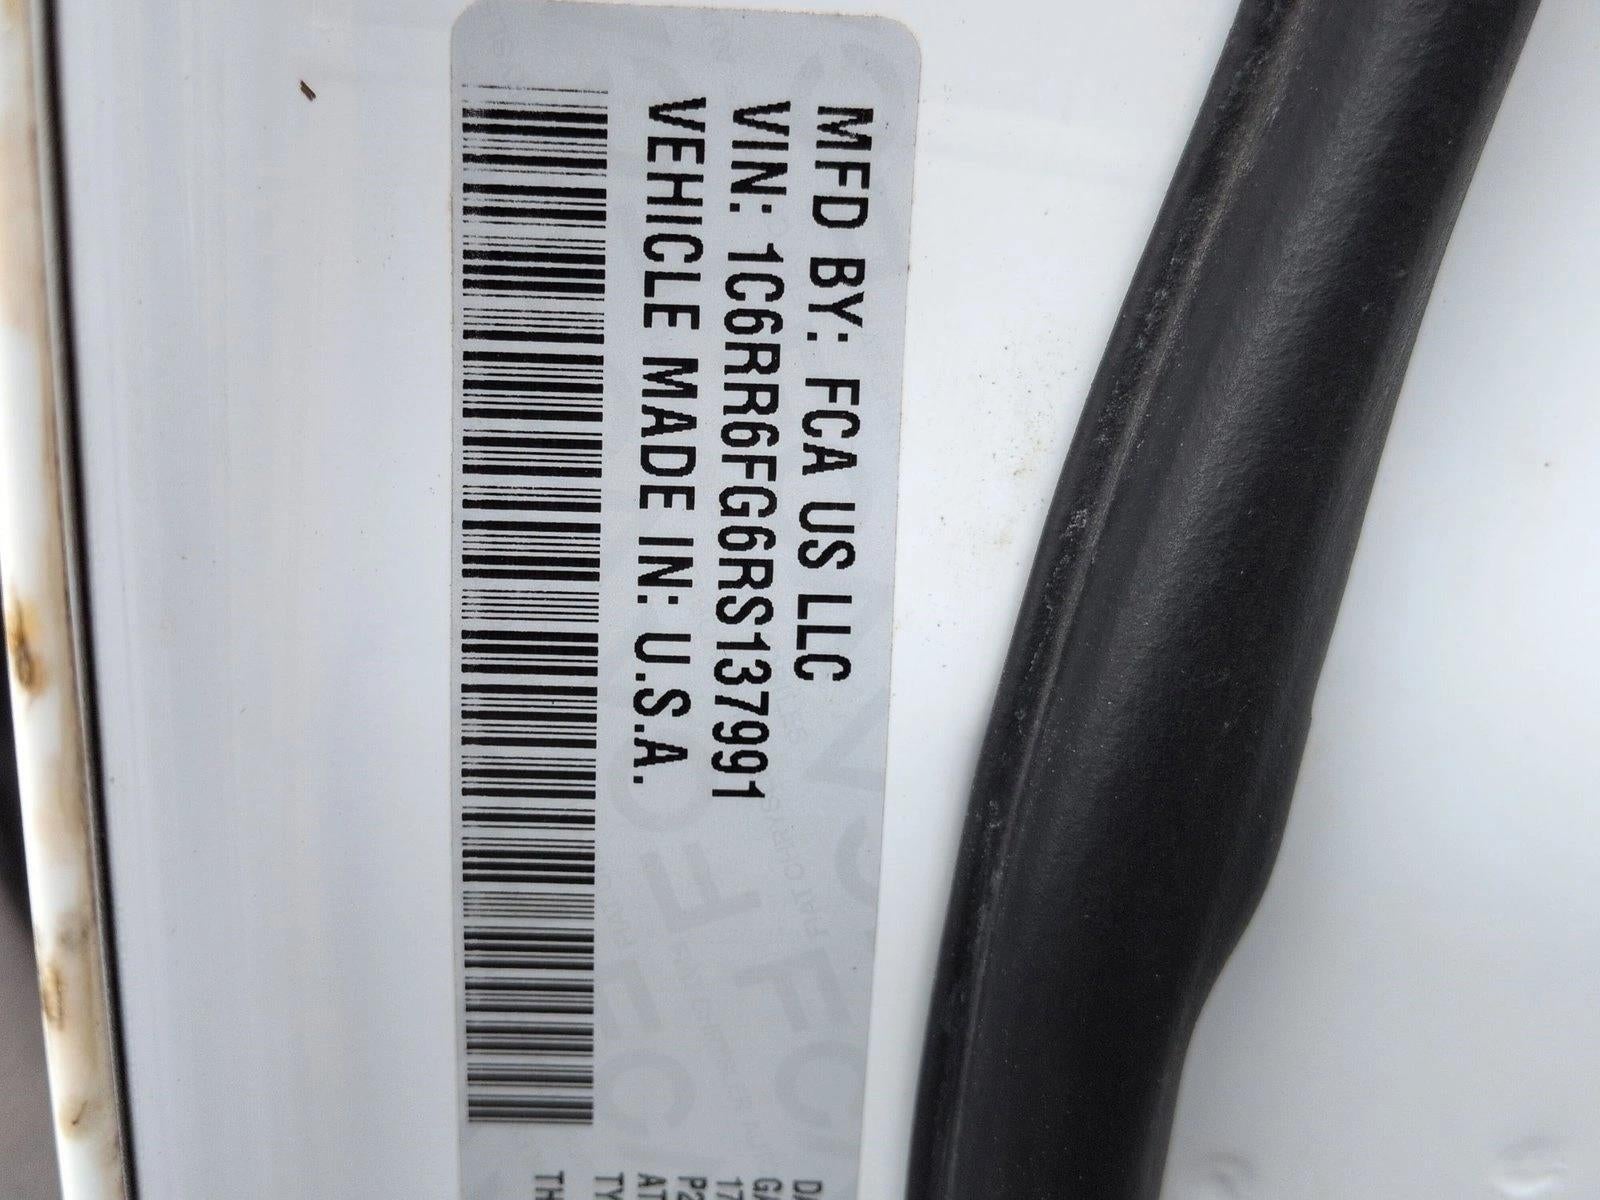 MFD BY: FCA US LLC
VIN: 1C6RR6FG6RS137991
VEHICLE MADE IN: U.S.A.